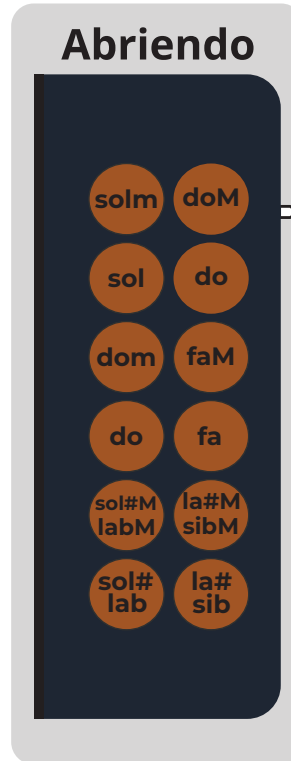 Abriendo
solm doM
sol do
dom faM
do fa
sol#M la#M
labM sibM
sol# la#
lab sib